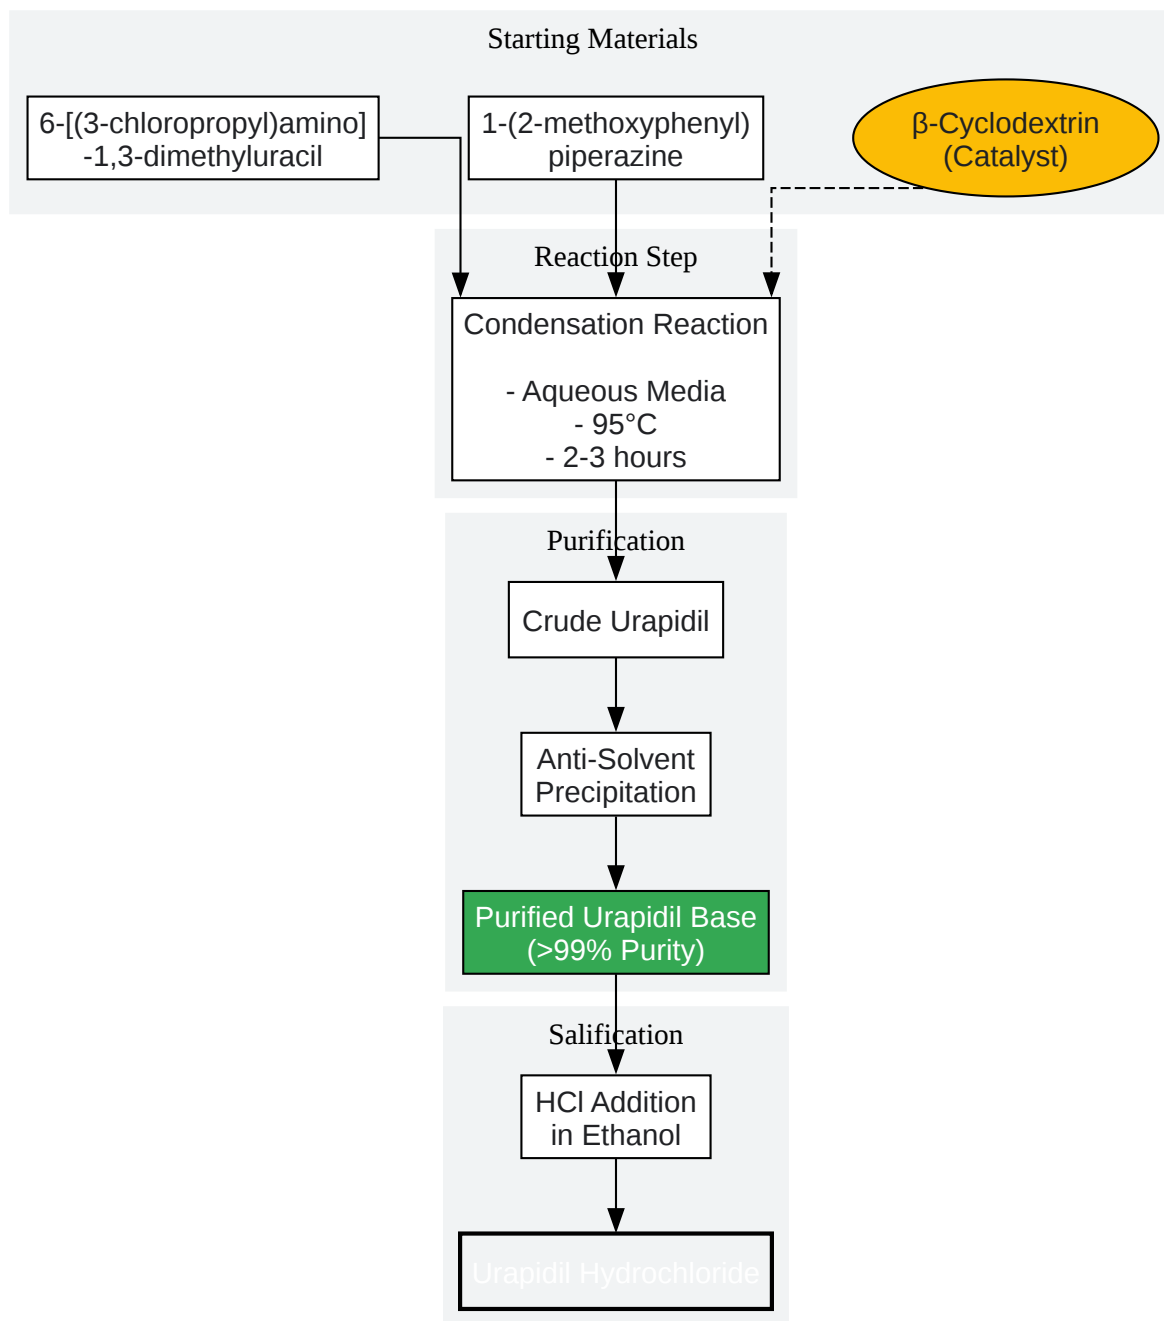 Starting Materials
6-[(3-chloropropyl)amino]
-1,3-dimethyluracil
1-(2-methoxyphenyl)
piperazine
β-Cyclodextrin
(Catalyst)
Reaction Step
Condensation Reaction
- Aqueous Media
- 95°C
- 2-3 hours
Purification
Crude Urapidil
Anti-Solvent
Precipitation
Purified Urapidil Base
(>99% Purity)
Salification
HCl Addition
in Ethanol
Urapidil Hydrochloride